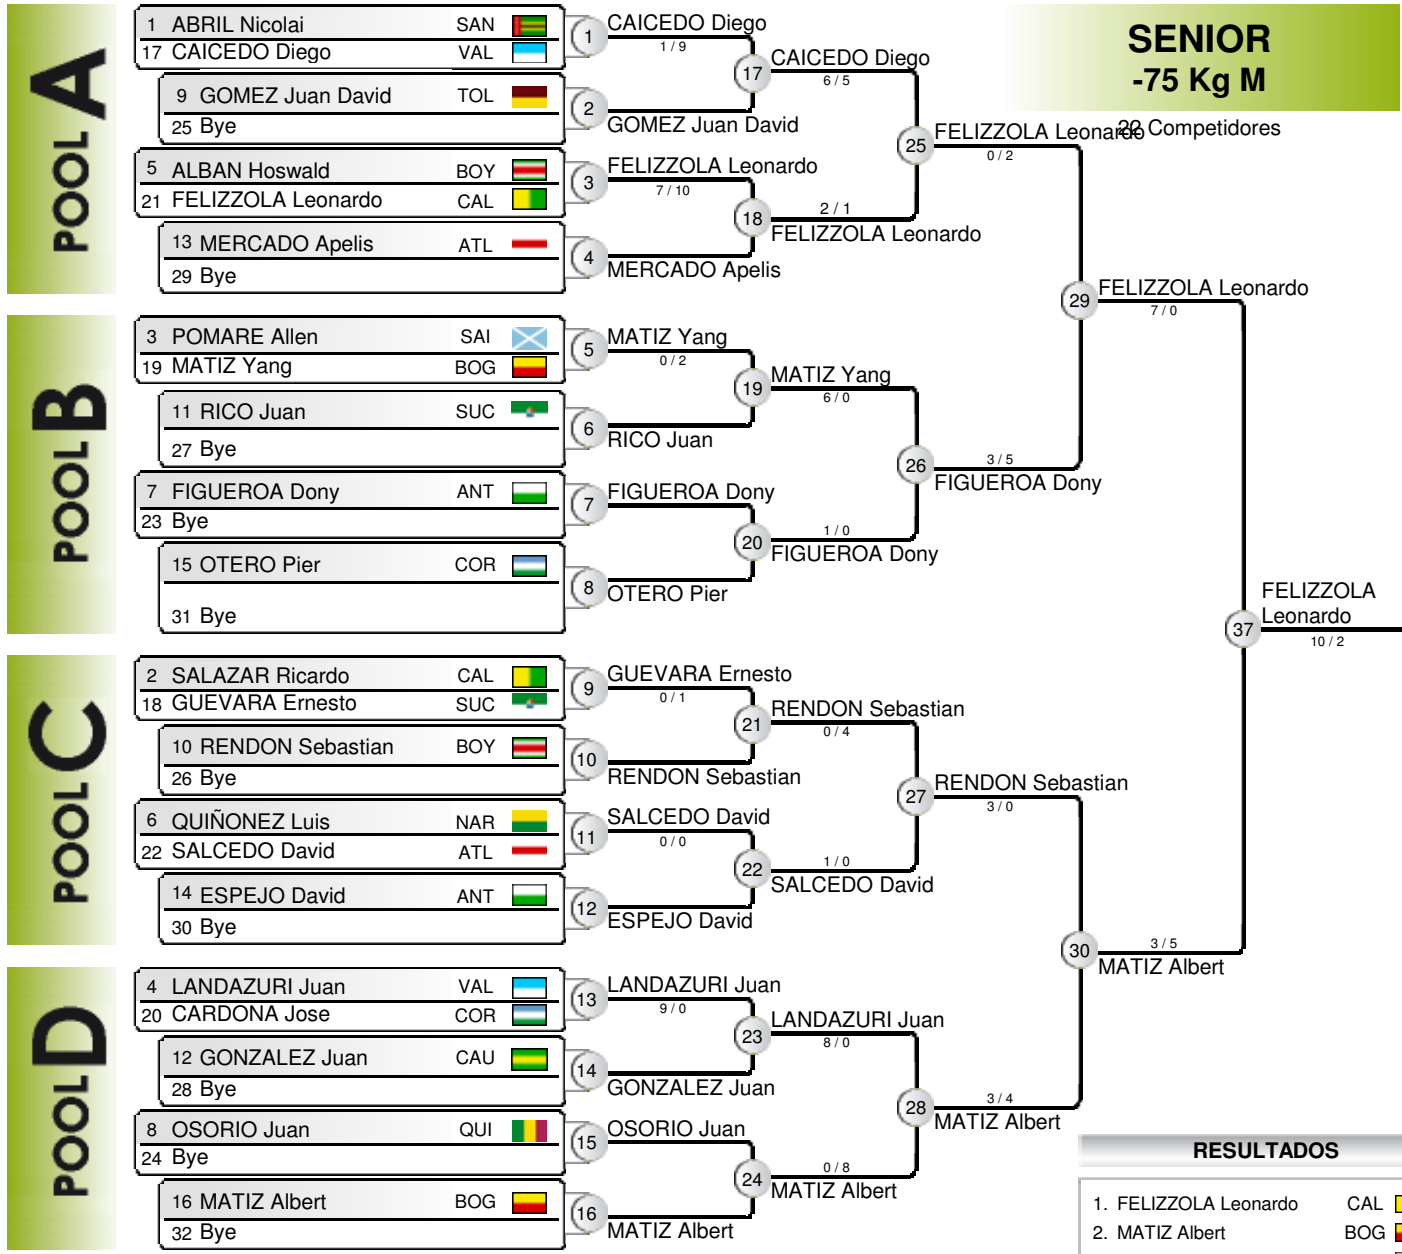 SENIOR
-75 Kg M
22 Competidores
POOL A
1 ABRIL Nicolai SAN
17 CAICEDO Diego VAL
9 GOMEZ Juan David TOL
25 Bye
5 ALBAN Hoswald BOY
21 FELIZZOLA Leonardo CAL
13 MERCADO Apelis ATL
29 Bye
POOL B
3 POMARE Allen SAI
19 MATIZ Yang BOG
11 RICO Juan SUC
27 Bye
7 FIGUEROA Dony ANT
23 Bye
15 OTERO Pier COR
31 Bye
POOL C
2 SALAZAR Ricardo CAL
18 GUEVARA Ernesto SUC
10 RENDON Sebastian BOY
26 Bye
6 QUIÑONEZ Luis NAR
22 SALCEDO David ATL
14 ESPEJO David ANT
30 Bye
POOL D
4 LANDAZURI Juan VAL
20 CARDONA Jose COR
12 GONZALEZ Juan CAU
28 Bye
8 OSORIO Juan QUI
24 Bye
16 MATIZ Albert BOG
32 Bye
1 CAICEDO Diego
1 / 9
2 GOMEZ Juan David
3 FELIZZOLA Leonardo
7 / 10
4 MERCADO Apelis
5 MATIZ Yang
0 / 2
6 RICO Juan
7 FIGUEROA Dony
8 OTERO Pier
9 GUEVARA Ernesto
0 / 1
10 RENDON Sebastian
11 SALCEDO David
0 / 0
12 ESPEJO David
13 LANDAZURI Juan
9 / 0
14 GONZALEZ Juan
15 OSORIO Juan
16 MATIZ Albert
17 CAICEDO Diego
6 / 5
18 2 / 1
FELIZZOLA Leonardo
19 MATIZ Yang
6 / 0
20 1 / 0
FIGUEROA Dony
21 RENDON Sebastian
0 / 4
22 1 / 0
SALCEDO David
23 LANDAZURI Juan
8 / 0
24 0 / 8
MATIZ Albert
25 FELIZZOLA Leonardo
0 / 2
26 3 / 5
FIGUEROA Dony
27 RENDON Sebastian
3 / 0
28 3 / 4
MATIZ Albert
29 FELIZZOLA Leonardo
7 / 0
30 3 / 5
MATIZ Albert
37 FELIZZOLA
Leonardo
10 / 2
RESULTADOS
1. FELIZZOLA Leonardo CAL
2. MATIZ Albert BOG